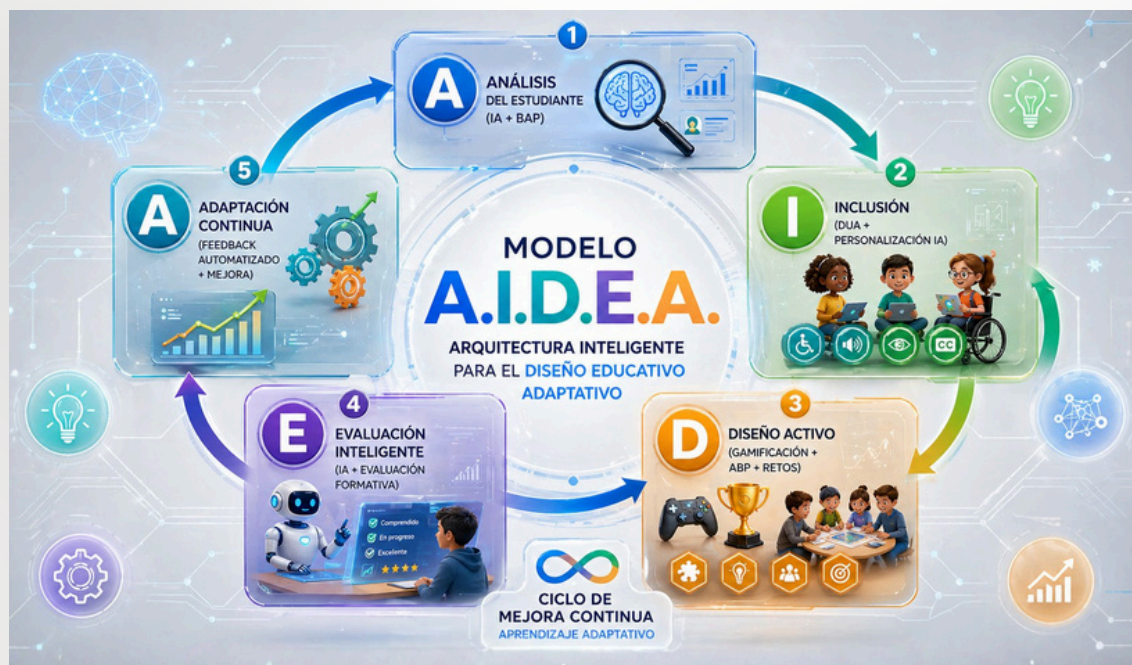 1
A
ANÁLISIS
DEL ESTUDIANTE
(IA + BAP)
2
I
INCLUSIÓN
(DUA +
PERSONALIZACIÓN IA)
CC
3
D
DISEÑO ACTIVO
(GAMIFICACIÓN +
ABP + RETOS)
4
E
EVALUACIÓN
INTELIGENTE
(IA + EVALUACIÓN
FORMATIVA)
Comprendido
En progreso
Excelente
5
A
ADAPTACIÓN
CONTINUA
(FEEDBACK
AUTOMATIZADO
+ MEJORA)
MODELO
A.I.D.E.A.
ARQUITECTURA INTELIGENTE
PARA EL DISEÑO EDUCATIVO
ADAPTATIVO
CICLO DE
MEJORA CONTINUA
APRENDIZAJE ADAPTATIVO